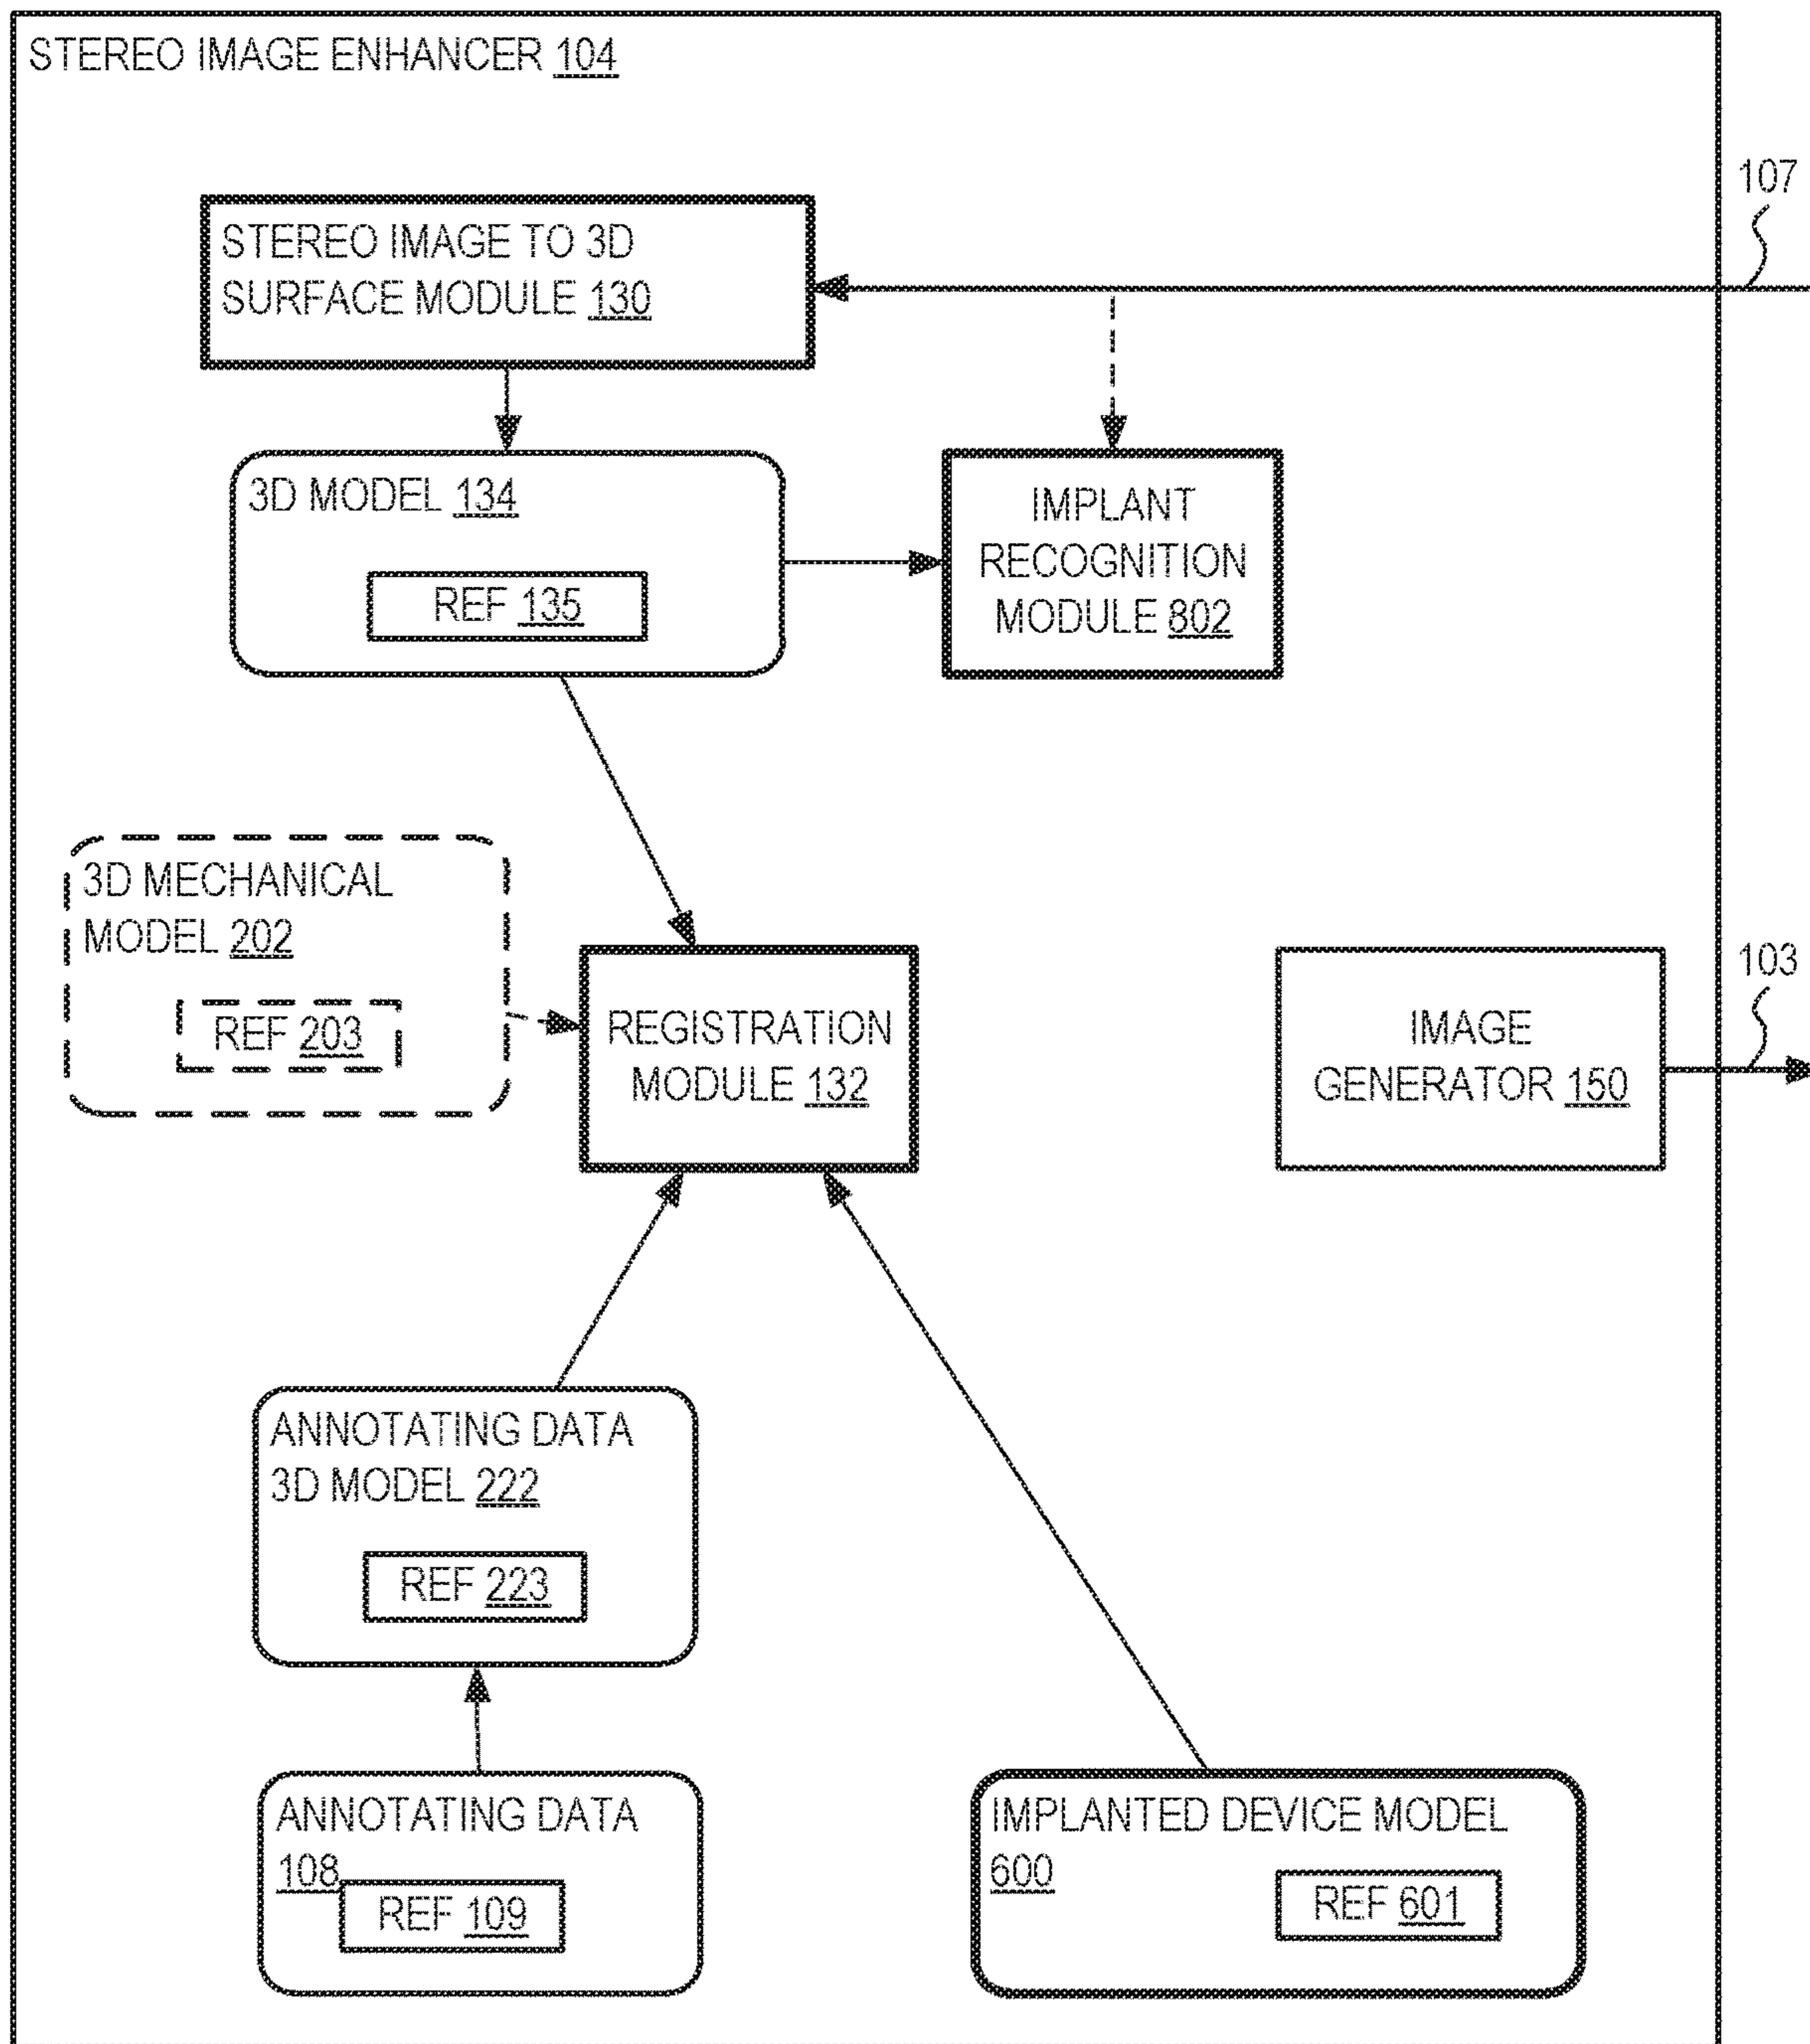 STEREO IMAGE ENHANCER 104
107
STEREO IMAGE TO 3D
SURFACE MODULE 130
3D MODEL 134
REF 135
IMPLANT
RECOGNITION
MODULE 802
3D MECHANICAL
MODEL 202
REF 203
REGISTRATION
MODULE 132
IMAGE
GENERATOR 150
103
ANNOTATING DATA
3D MODEL 222
REF 223
ANNOTATING DATA
108
REF 109
IMPLANTED DEVICE MODEL
600
REF 601